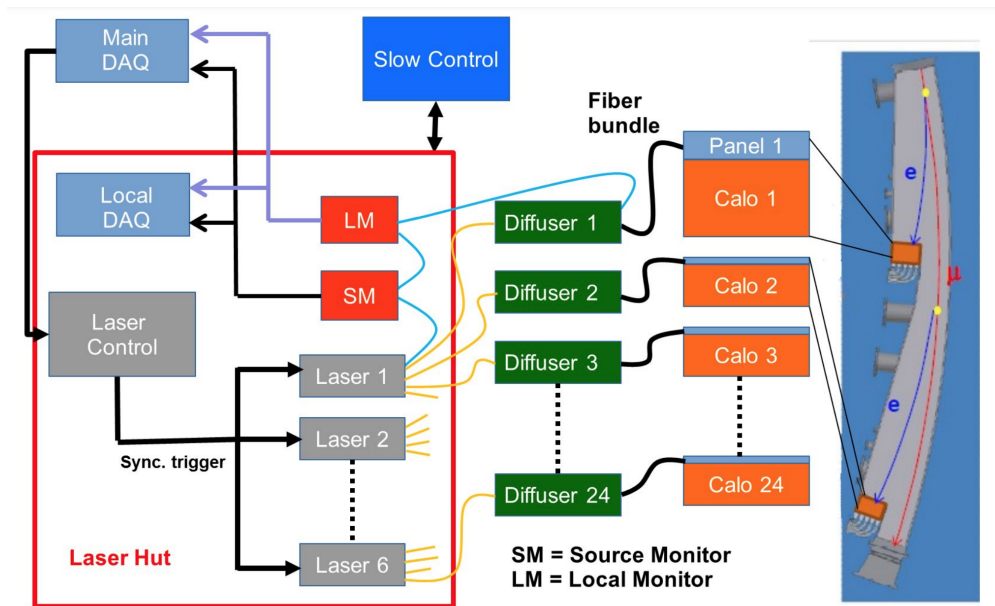 Main
DAQ
Slow Control
Fiber
bundle
Panel 1
Calo 1
Local
DAQ
LM
Diffuser 1
e
SM
Diffuser 2
Calo 2
μ
Laser
Control
Laser 1
Diffuser 3
Calo 3
Laser 2
e
Sync. trigger
Diffuser 24
Calo 24
Laser Hut
Laser 6
SM = Source Monitor
LM = Local Monitor